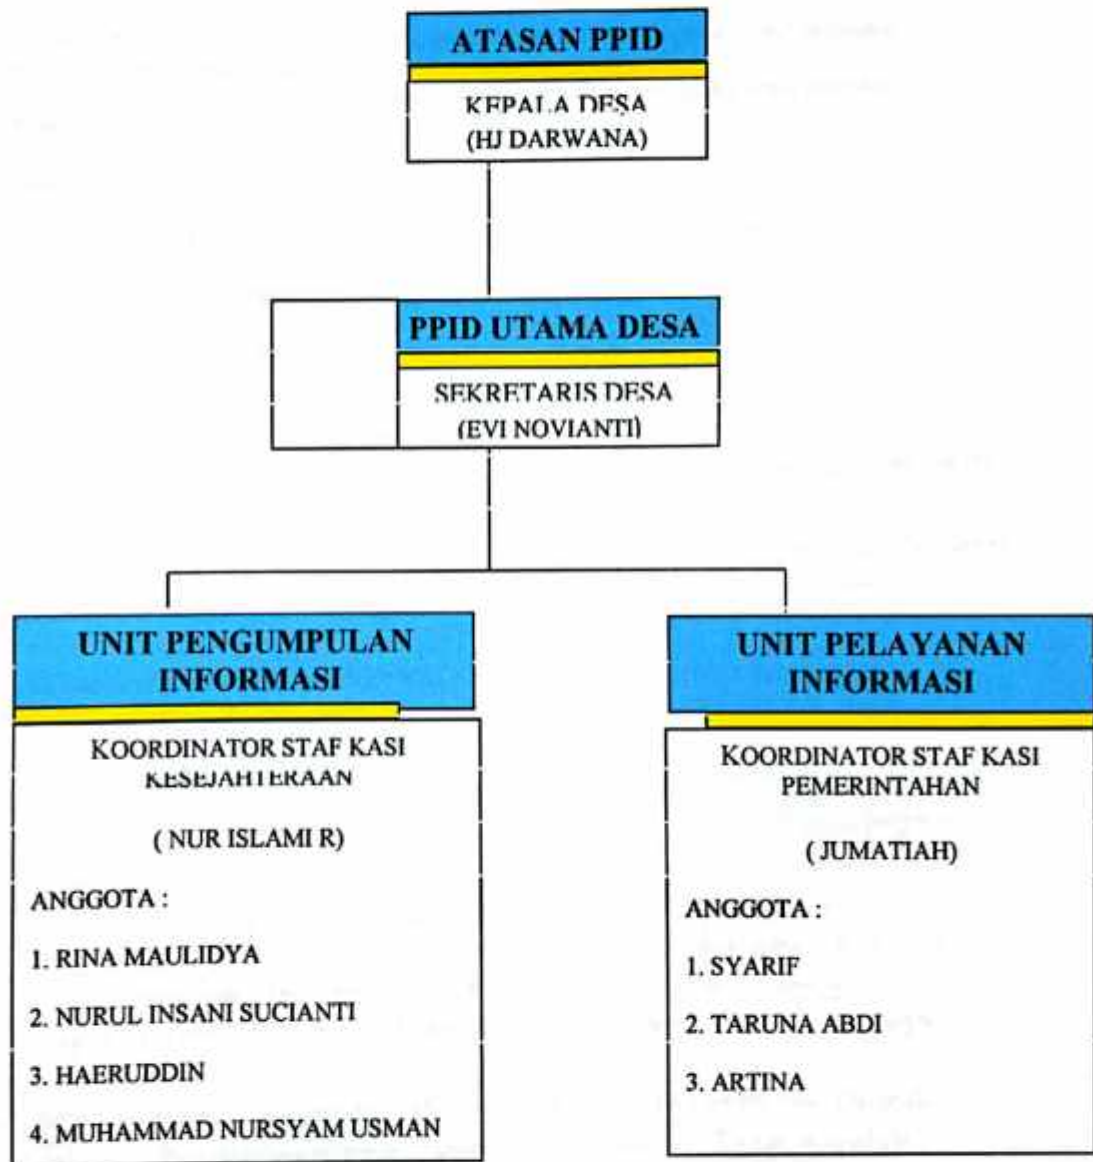 ATASAN PPID
KEPALA DESA
(HJ DARWANA)
PPID UTAMA DESA
SEKRETARIS DESA
(EVI NOVIANTI)
UNIT PENGUMPULAN
INFORMASI
KOORDINATOR STAF KASI
KESEJAHTERAAN
( NUR ISLAMI R)
ANGGOTA :
1. RINA MAULIDYA
2. NURUL INSANI SUCIANTI
3. HAERUDDIN
4. MUHAMMAD NURSYAM USMAN
UNIT PELAYANAN
INFORMASI
KOORDINATOR STAF KASI
PEMERINTAHAN
( JUMATIAH)
ANGGOTA :
1. SYARIF
2. TARUNA ABDI
3. ARTINA